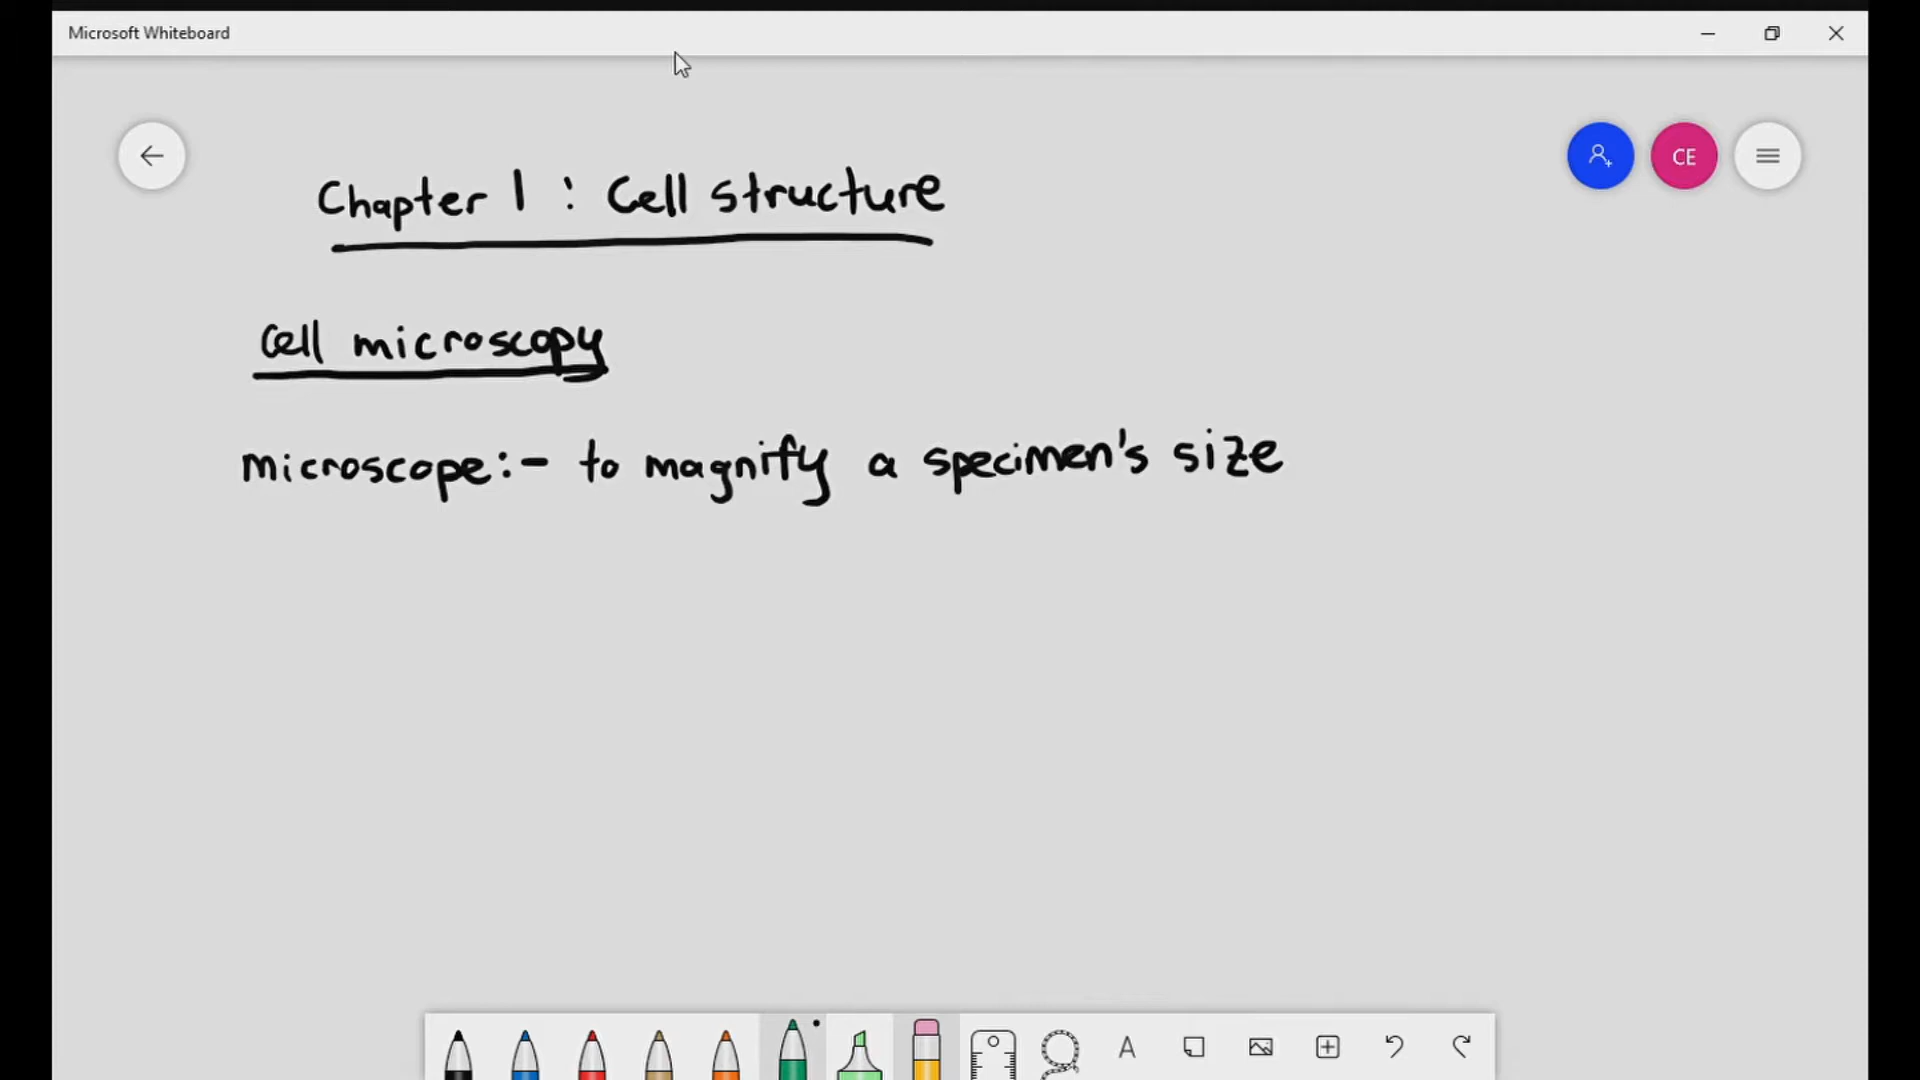 Microsoft Whiteboard
CE
Chapter 1 : Cell structure
Cell microscopy
microscope:- to magnify a specimen's size
A